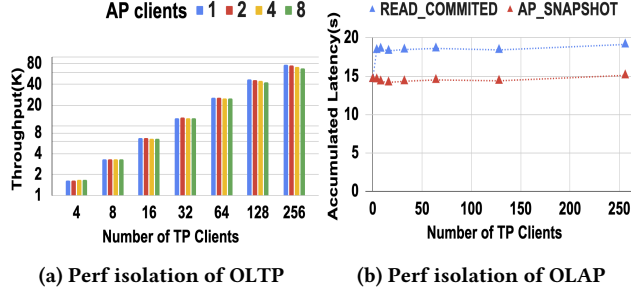 AP clients 1 2 4 8
Throughput(K)
80
40
20
8
4
2
1
4 8 16 32 64 128 256
Number of TP Clients
(a) Perf isolation of OLTP
READ_COMMITED AP_SNAPSHOT
Accumulated Latency(s)
20
15
10
5
0
0 50 100 150 200 250
Number of TP Clients
(b) Perf isolation of OLAP